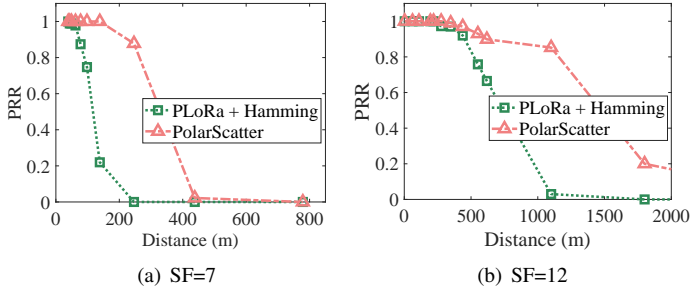 PRR
1
0.8
0.6
0.4
0.2
0
PLoRa + Hamming
PolarScatter
0 200 400 600 800
Distance (m)
(a) SF=7
PRR
1
0.8
0.6
0.4
0.2
0
PLoRa + Hamming
PolarScatter
0 500 1000 1500 2000
Distance (m)
(b) SF=12